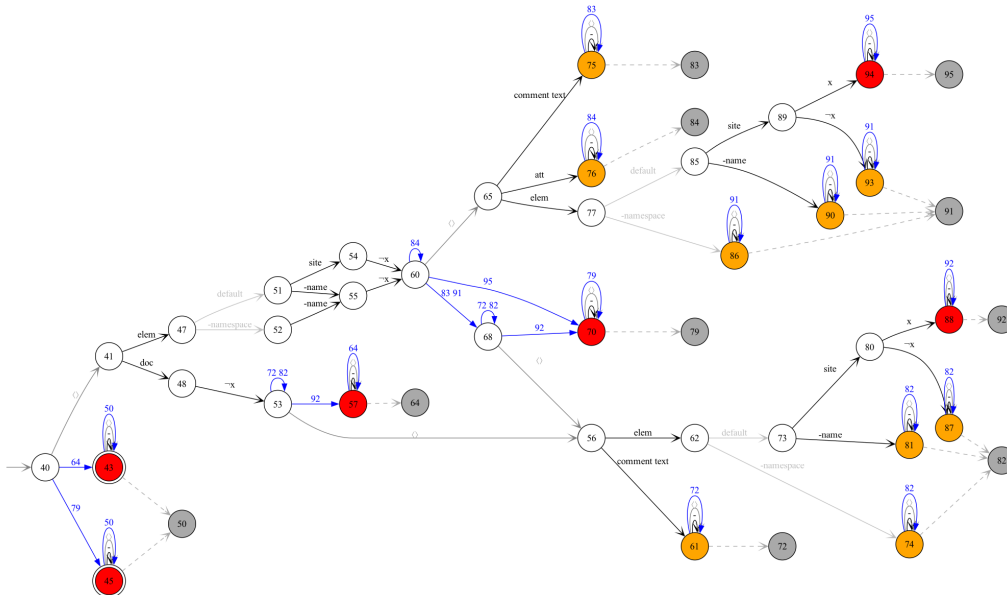 83
95
75
83
94
95
comment text
x
84
84
89
site
¬x
91
att
85
-name
91
93
76
default
65
elem
77
-namespace
91
90
91
()
86
84
54
site
¬x
60
95
default
51
-name
¬x
83 91
79
92
55
-name
47
-namespace
52
72 82
88
92
elem
68
92
70
79
41
80
x
¬x
doc
48
¬x
72 82
64
()
site
82
53
92
57
64
82
87
()
50
()
56
elem
62
default
73
-name
81
comment text
82
40
64
43
-namespace
82
79
72
50
50
61
72
74
45